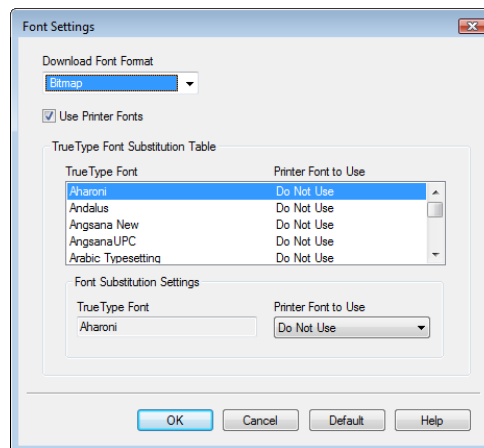 Font Settings
Download Font Format
Bitmap
Use Printer Fonts
TrueType Font Substitution Table
TrueType Font Printer Font to Use
Aharoni Do Not Use
Andalus Do Not Use
Angsana New Do Not Use
AngsanaUPC Do Not Use
Arabic Typesetting Do Not Use
Font Substitution Settings
TrueType Font Printer Font to Use
Aharoni Do Not Use
OK Cancel Default Help